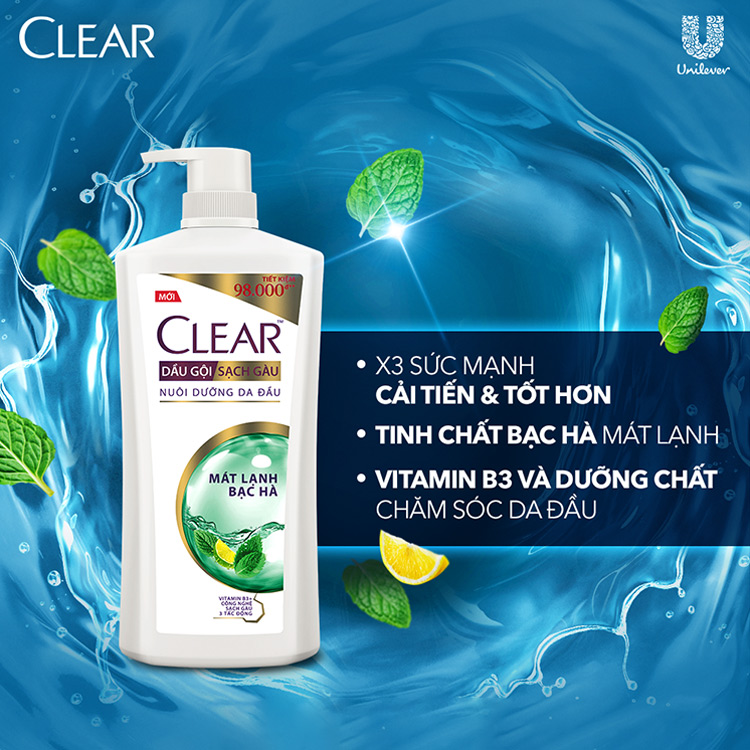 CLEAR
Unilever
TIẾT KIỆM
98.000đ**
MỚI
CLEAR™
DẦU GỘI SẠCH GÀU
NUÔI DƯỠNG DA ĐẦU
MÁT LẠNH
BẠC HÀ
VITAMIN B3+
CÔNG NGHỆ
SẠCH GÀU
3 TÁC ĐỘNG
• X3 SỨC MẠNH
CẢI TIẾN & TỐT HƠN
• TINH CHẤT BẠC HÀ MÁT LẠNH
• VITAMIN B3 VÀ DƯỠNG CHẤT
CHĂM SÓC DA ĐẦU